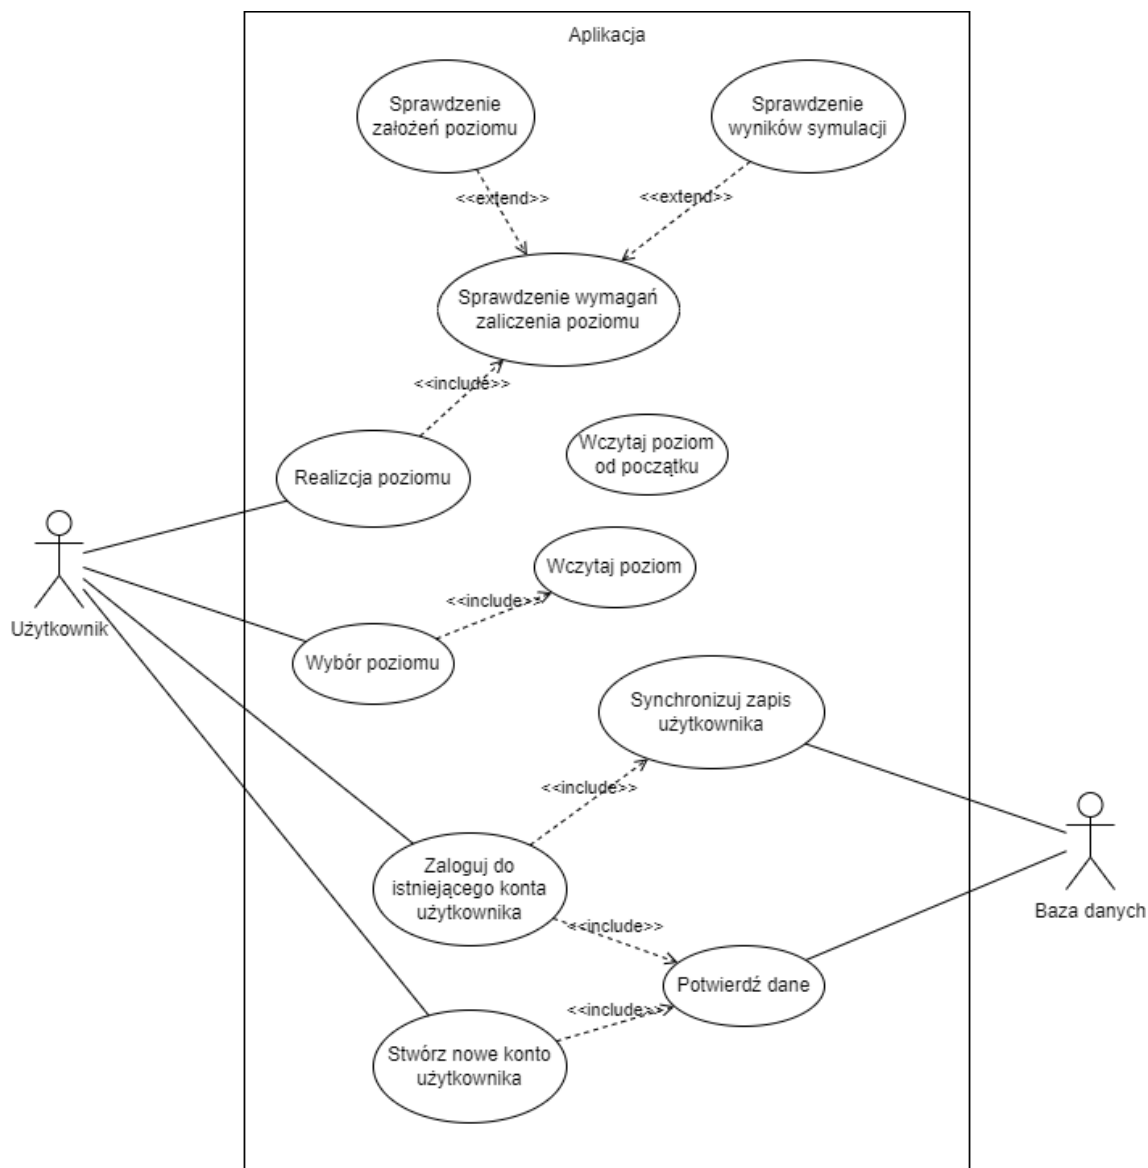 Aplikacja
Sprawdzenie
założeń poziomu
Sprawdzenie
wyników symulacji
<<extend>>
<<extend>>
Sprawdzenie wymagań
zaliczenia poziomu
<<include>>
Wczytaj poziom
od początku
Realizcja poziomu
Wczytaj poziom
<<include>>
Użytkownik
Wybór poziomu
Synchronizuj zapis
użytkownika
<<include>>
Zaloguj do
istniejącego konta
użytkownika
Baza danych
<<include>>
Potwierdź dane
<<include>>
Stwórz nowe konto
użytkownika